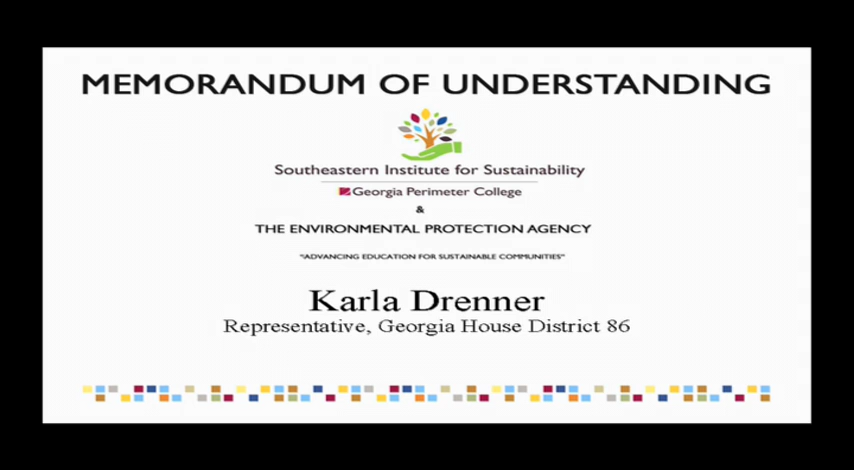 MEMORANDUM OF UNDERSTANDING
Southeastern Institute for Sustainability
Georgia Perimeter College
&
THE ENVIRONMENTAL PROTECTION AGENCY
"ADVANCING EDUCATION FOR SUSTAINABLE COMMUNITIES"
Karla Drenner
Representative, Georgia House District 86